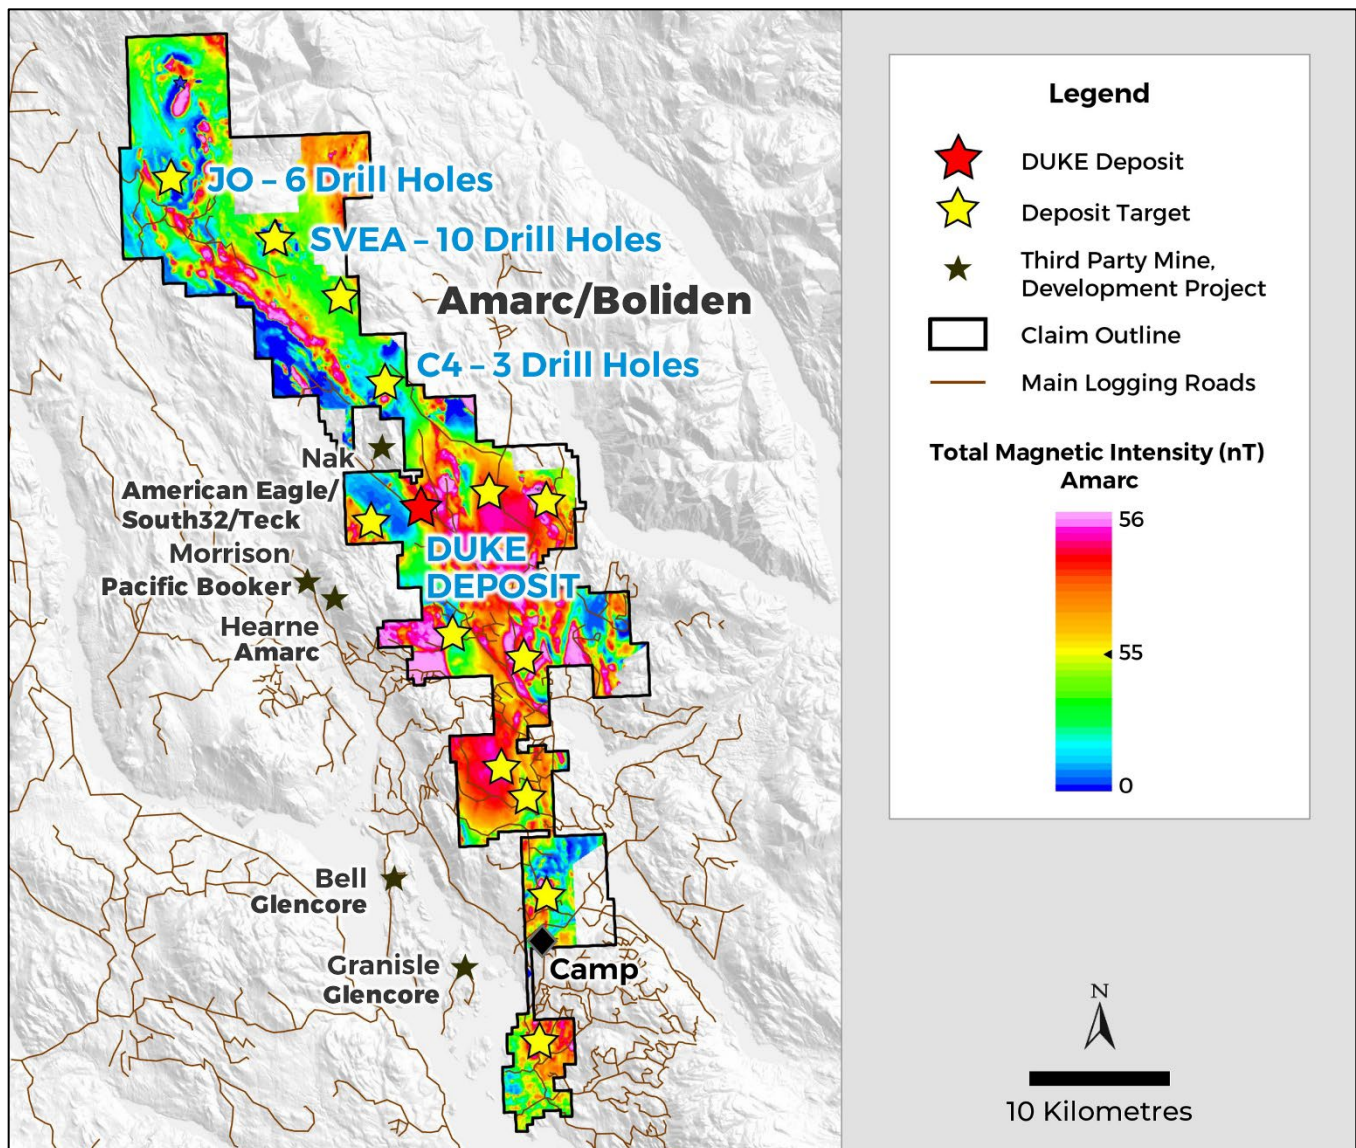 JO – 6 Drill Holes
SVEA – 10 Drill Holes
Amarc/Boliden
C4 – 3 Drill Holes
Nak
American Eagle/
South32/Teck
DUKE
DEPOSIT
Morrison
Pacific Booker
Hearne
Amarc
Bell
Glencore
Granisle
Glencore
Camp
Legend
DUKE Deposit
Deposit Target
Third Party Mine,
Development Project
Claim Outline
Main Logging Roads
Total Magnetic Intensity (nT)
Amarc
56
55
0
N
10 Kilometres